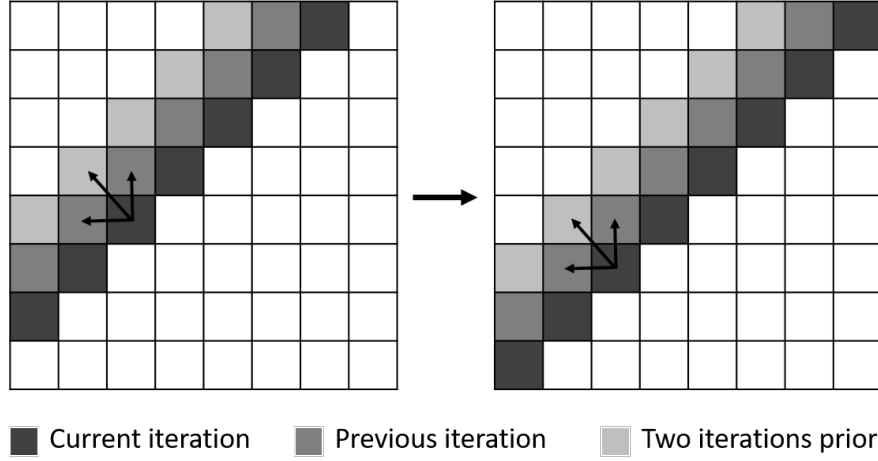 Current iteration
Previous iteration
Two iterations prior